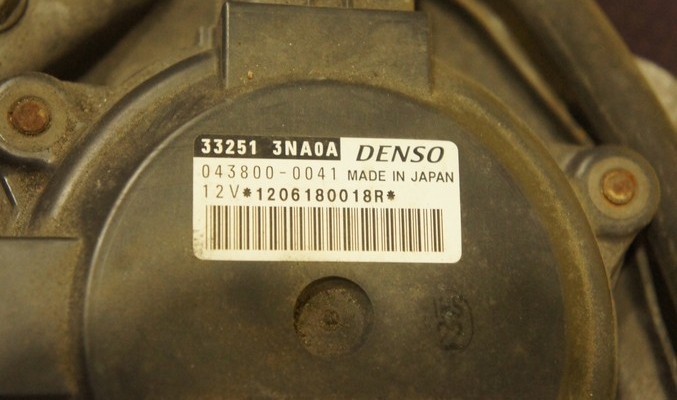 33251 3NA0A DENSO
043800-0041 MADE IN JAPAN
12V*1206180018R*